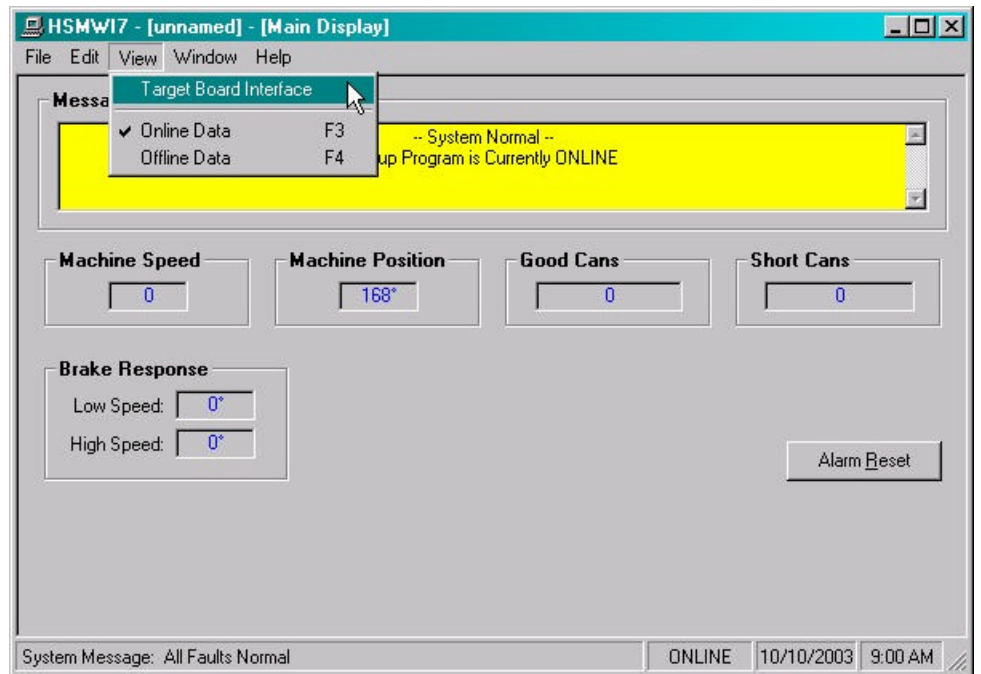 HSMWI7 - [unnamed] - [Main Display]
File Edit View Window Help
Target Board Interface
Online Data F3
Offline Data F4
Messa
-- System Normal --
up Program is Currently ONLINE
Machine Speed
0
Machine Position
168°
Good Cans
0
Short Cans
0
Brake Response
Low Speed: 0°
High Speed: 0°
Alarm Reset
System Message: All Faults Normal ONLINE 10/10/2003 9:00 AM